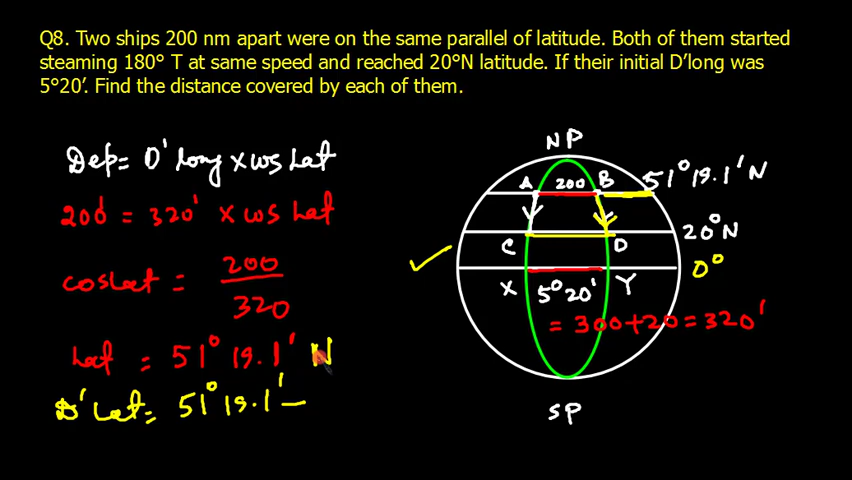 Q8. Two ships 200 nm apart were on the same parallel of latitude. Both of them started
steaming 180° T at same speed and reached 20°N latitude. If their initial D'long was
5°20'. Find the distance covered by each of them.
Dep = D' long x cos Lat
200' = 320' x cos Lat
cos Lat = 200
320
Lat = 51° 19.1' N
D' Lat = 51° 19.1' –
NP
A 200 B 51° 19.1' N
C D 20° N
0°
X 5° 20' Y
= 300 + 20 = 320'
SP